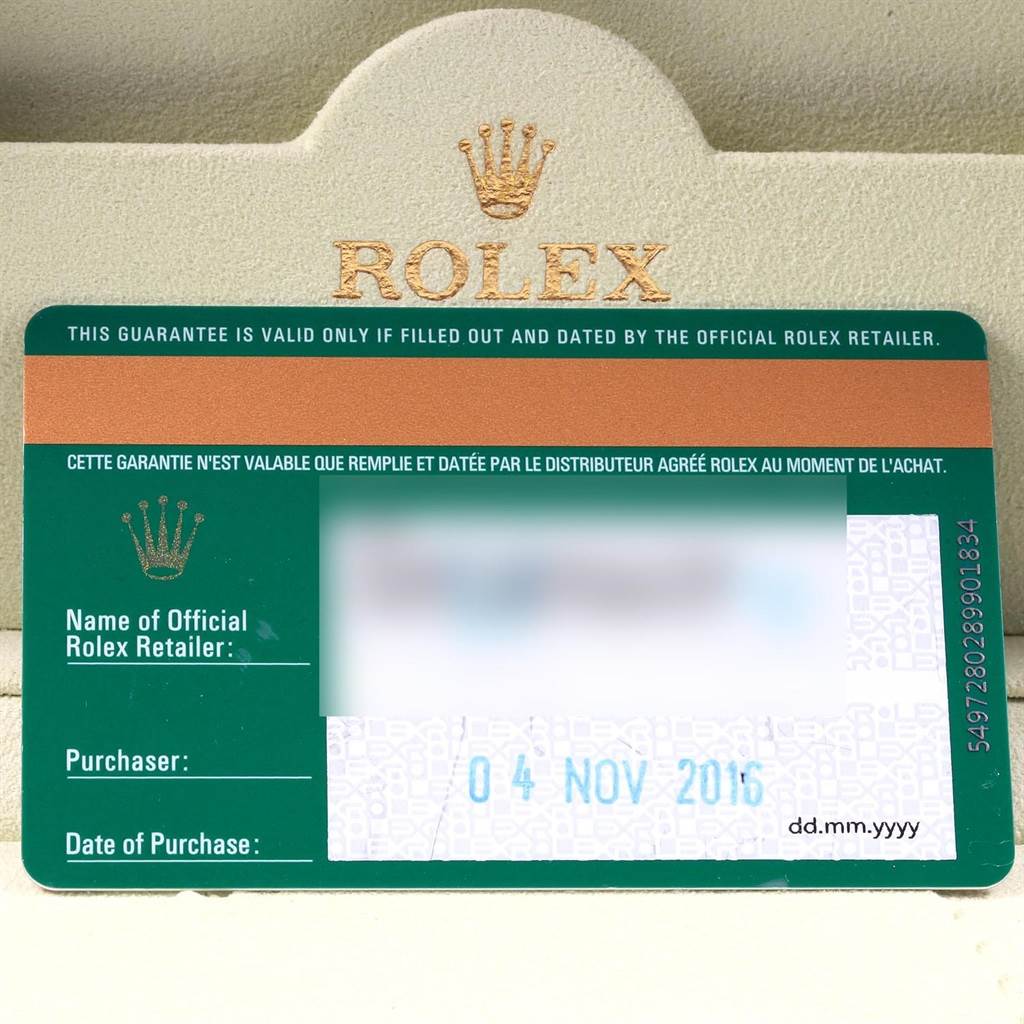 ROLEX
THIS GUARANTEE IS VALID ONLY IF FILLED OUT AND DATED BY THE OFFICIAL ROLEX RETAILER.
CETTE GARANTIE N'EST VALABLE QUE REMPLIE ET DATÉE PAR LE DISTRIBUTEUR AGRÉÉ ROLEX AU MOMENT DE L'ACHAT.
Name of Official
Rolex Retailer:
Purchaser:
Date of Purchase:
04 NOV 2016
dd.mm.yyyy
5497280289901834